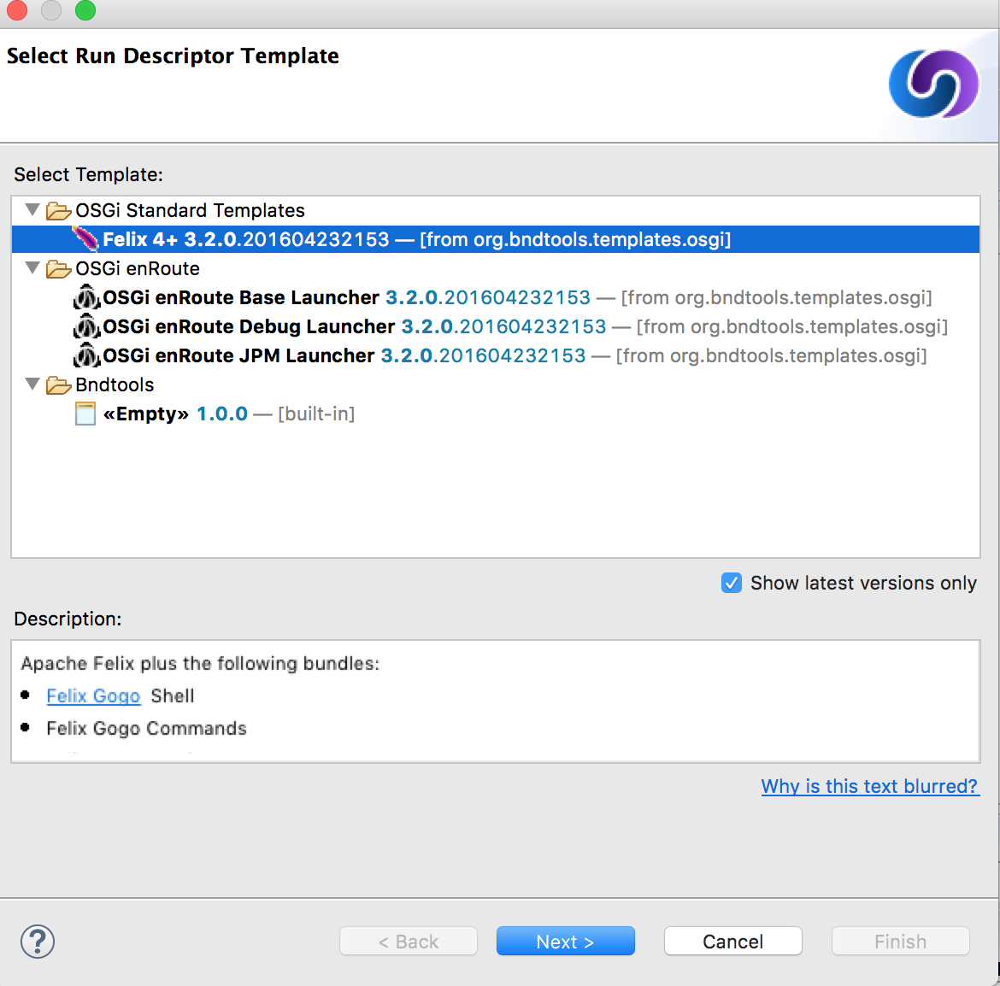 Select Run Descriptor Template
Select Template:
OSGi Standard Templates
Felix 4+ 3.2.0.201604232153 — [from org.bndtools.templates.osgi]
OSGi enRoute
OSGi enRoute Base Launcher 3.2.0.201604232153 — [from org.bndtools.templates.osgi]
OSGi enRoute Debug Launcher 3.2.0.201604232153 — [from org.bndtools.templates.osgi]
OSGi enRoute JPM Launcher 3.2.0.201604232153 — [from org.bndtools.templates.osgi]
Bndtools
«Empty» 1.0.0 — [built-in]
Show latest versions only
Description:
Apache Felix plus the following bundles:
• Felix Gogo Shell
• Felix Gogo Commands
Why is this text blurred?
? < Back Next > Cancel Finish